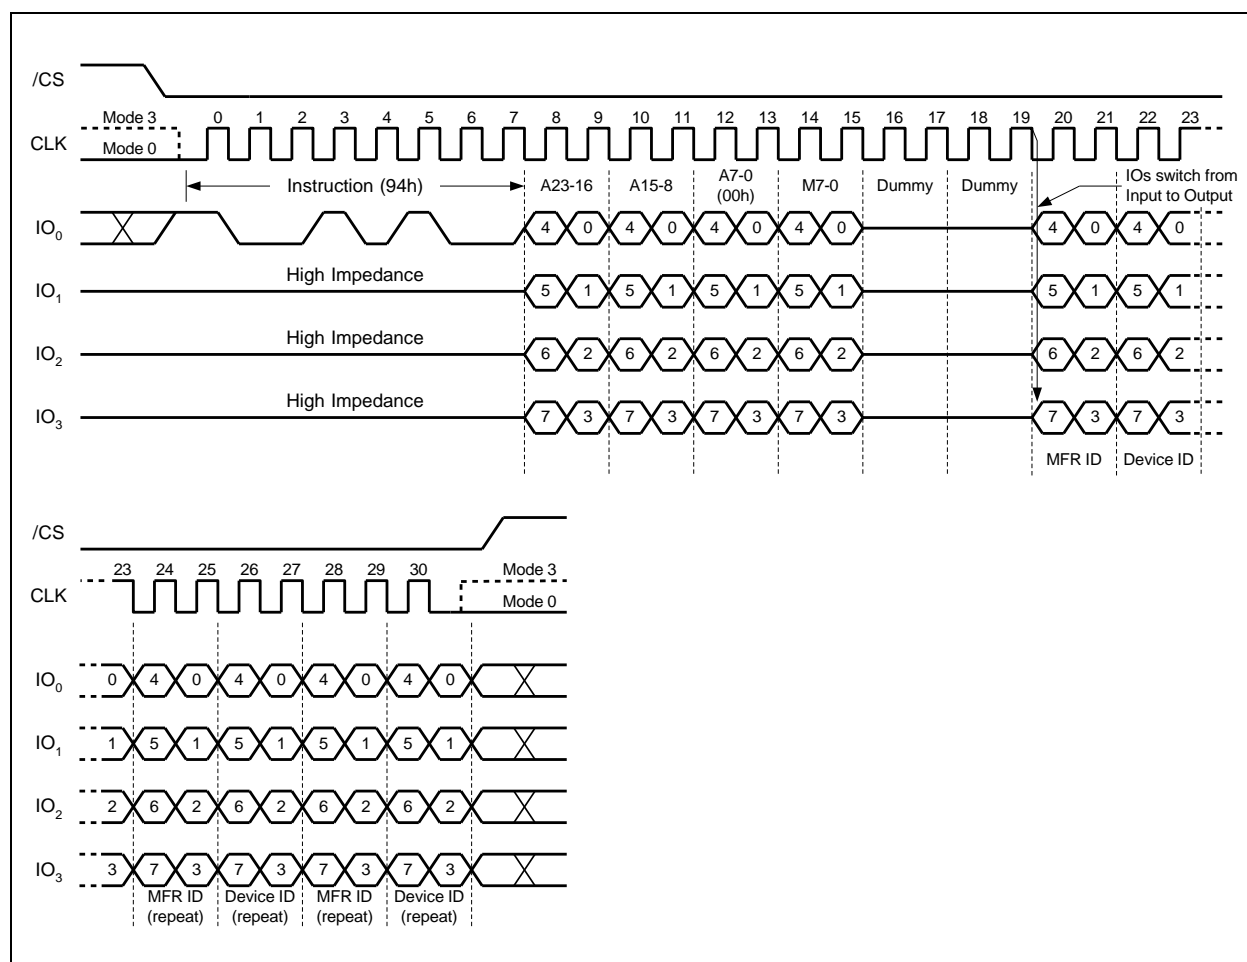 /CS
Mode 3 0 1 2 3 4 5 6 7 8 9 10 11 12 13 14 15 16 17 18 19 20 21 22 23
CLK
Mode 0
Instruction (94h) A23-16 A15-8 A7-0 (00h) M7-0 Dummy Dummy IOs switch from Input to Output
IO0 4 0 4 0 4 0 4 0 4 0 4 0
High Impedance
IO1 5 1 5 1 5 1 5 1 5 1 5 1
High Impedance
IO2 6 2 6 2 6 2 6 2 6 2 6 2
High Impedance
IO3 7 3 7 3 7 3 7 3 7 3 7 3
MFR ID Device ID
/CS
23 24 25 26 27 28 29 30 Mode 3
CLK
Mode 0
IO0 0 4 0 4 0 4 0 4 0
IO1 1 5 1 5 1 5 1 5 1
IO2 2 6 2 6 2 6 2 6 2
IO3 3 7 3 7 3 7 3 7 3
MFR ID Device ID MFR ID Device ID
(repeat) (repeat) (repeat) (repeat)